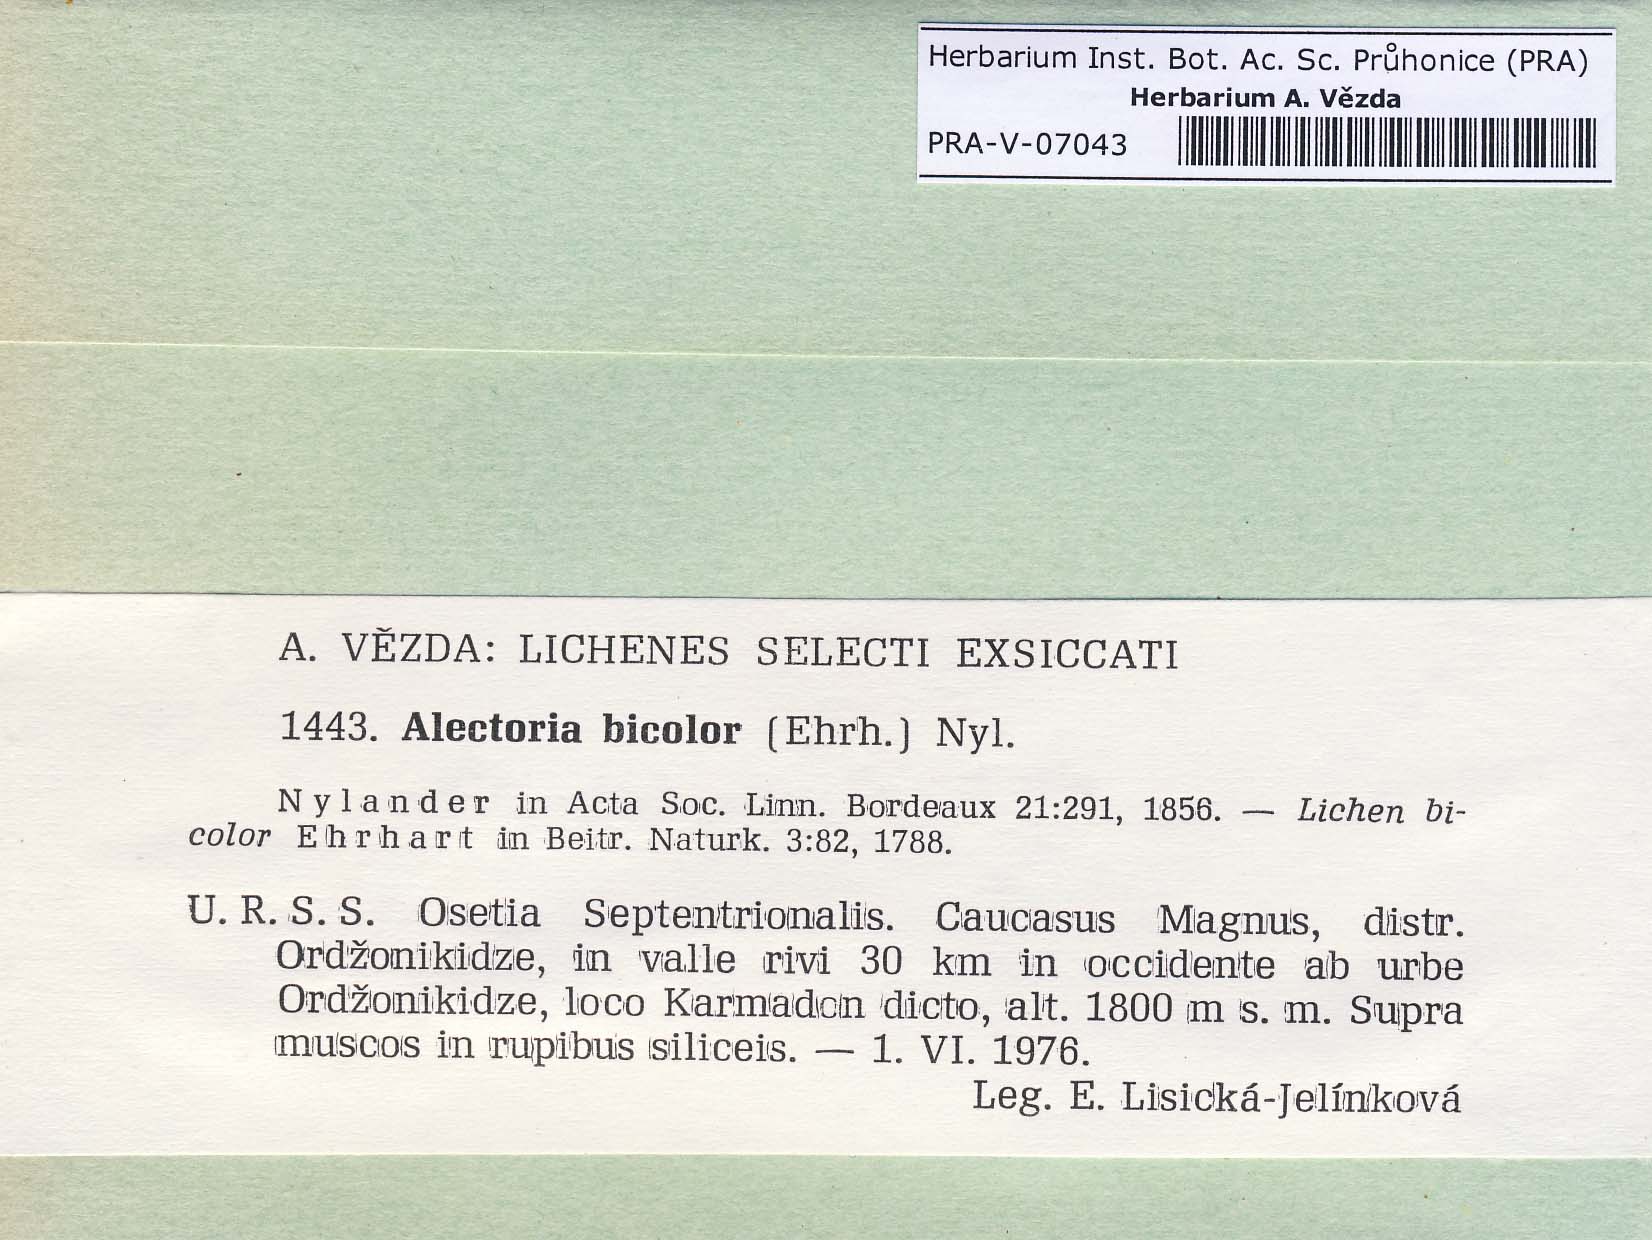 Herbarium Inst. Bot. Ac. Sc. Průhonice (PRA)
Herbarium A. Vězda
PRA-V-07043
A. VĚZDA: LICHENES SELECTI EXSICCATI
1443. Alectoria bicolor (Ehrh.) Nyl.
Nylander in Acta Soc. Linn. Bordeaux 21:291, 1856. — Lichen bi-
color Ehrhart in Beitr. Naturk. 3:82, 1788.
U. R. S. S. Osetia Septentrionalis. Caucasus Magnus, distr.
Ordžonikidze, in valle rivi 30 km in occidente ab urbe
Ordžonikidze, loco Karmadon dicto, alt. 1800 m s. m. Supra
muscos in rupibus siliceis. — 1. VI. 1976.
Leg. E. Lisická-Jelínková